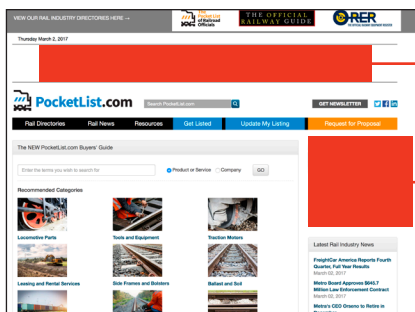 VIEW OUR RAIL INDUSTRY DIRECTORIES HERE →
The Pocket List of Railroad Officials
THE OFFICIAL RAILWAY GUIDE
ORER
Thursday March 2, 2017
PocketList.com
Search PocketList.com
GET NEWSLETTER
Rail Directories Rail News Resources Get Listed Update My Listing Request for Proposal
The NEW PocketList.com Buyers' Guide
Enter the terms you wish to search for
Product or Service Company GO
Recommended Categories
Locomotive Parts Tools and Equipment Traction Motors
Leasing and Rental Services Side Frames and Bolsters Ballast and Soil
Latest Rail Industry News
FreightCar America Reports Fourth
Quarter, Full Year Results
March 02, 2017
Metro Board Approves $645.7
Million Law Enforcement Contract
March 02, 2017
Metra's CEO Orseno to Retire in